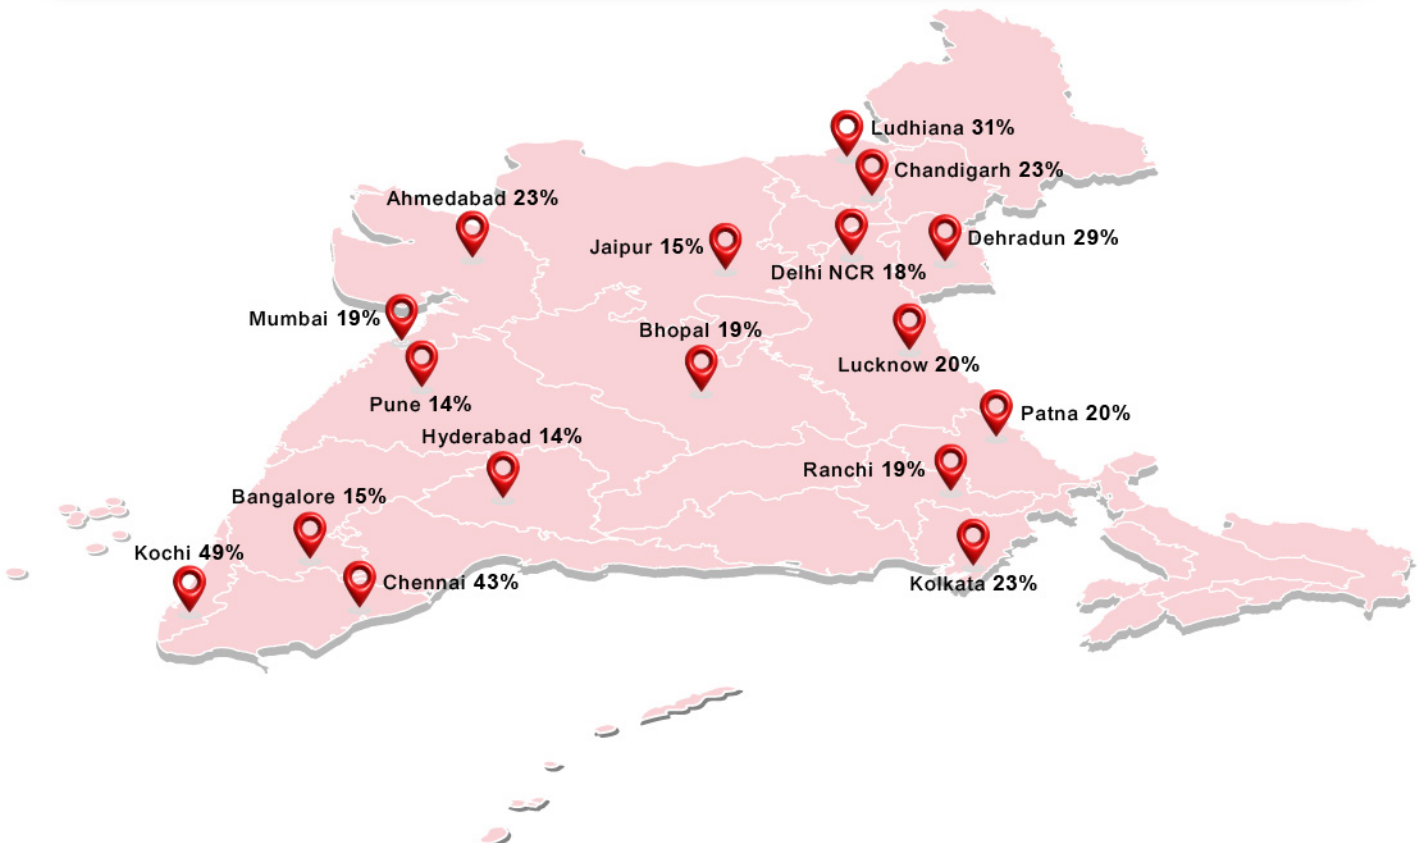 Ludhiana 31%
Chandigarh 23%
Ahmedabad 23%
Jaipur 15%
Dehradun 29%
Delhi NCR 18%
Mumbai 19%
Bhopal 19%
Lucknow 20%
Pune 14%
Patna 20%
Hyderabad 14%
Ranchi 19%
Bangalore 15%
Kochi 49%
Chennai 43%
Kolkata 23%